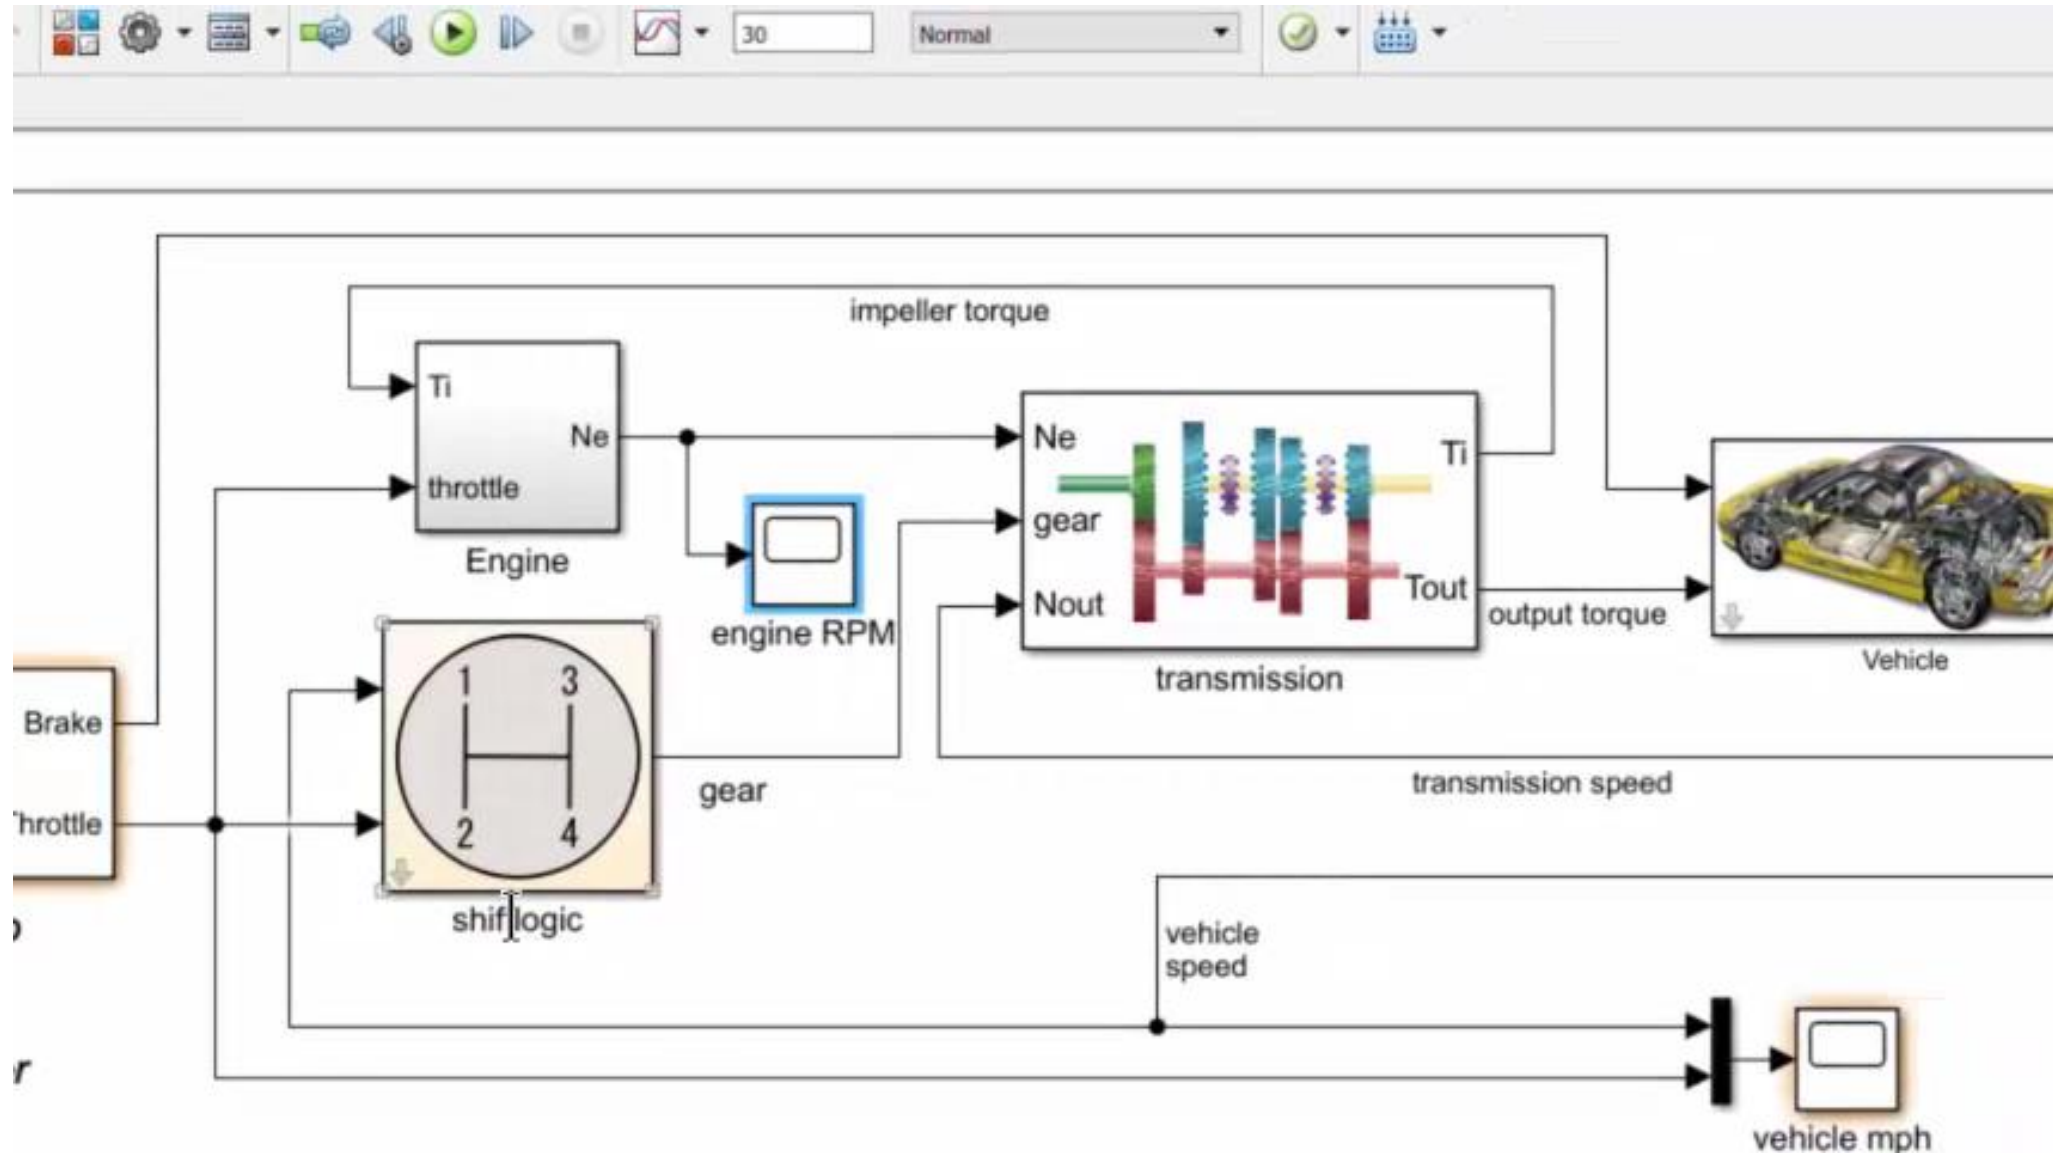 30
Normal
impeller torque
Ti
Ne
throttle
Engine
engine RPM
Ne
gear
Nout
Ti
Tout
transmission
output torque
Vehicle
Brake
hrottle
1
3
2
4
gear
shif logic
transmission speed
vehicle
speed
r
vehicle mph